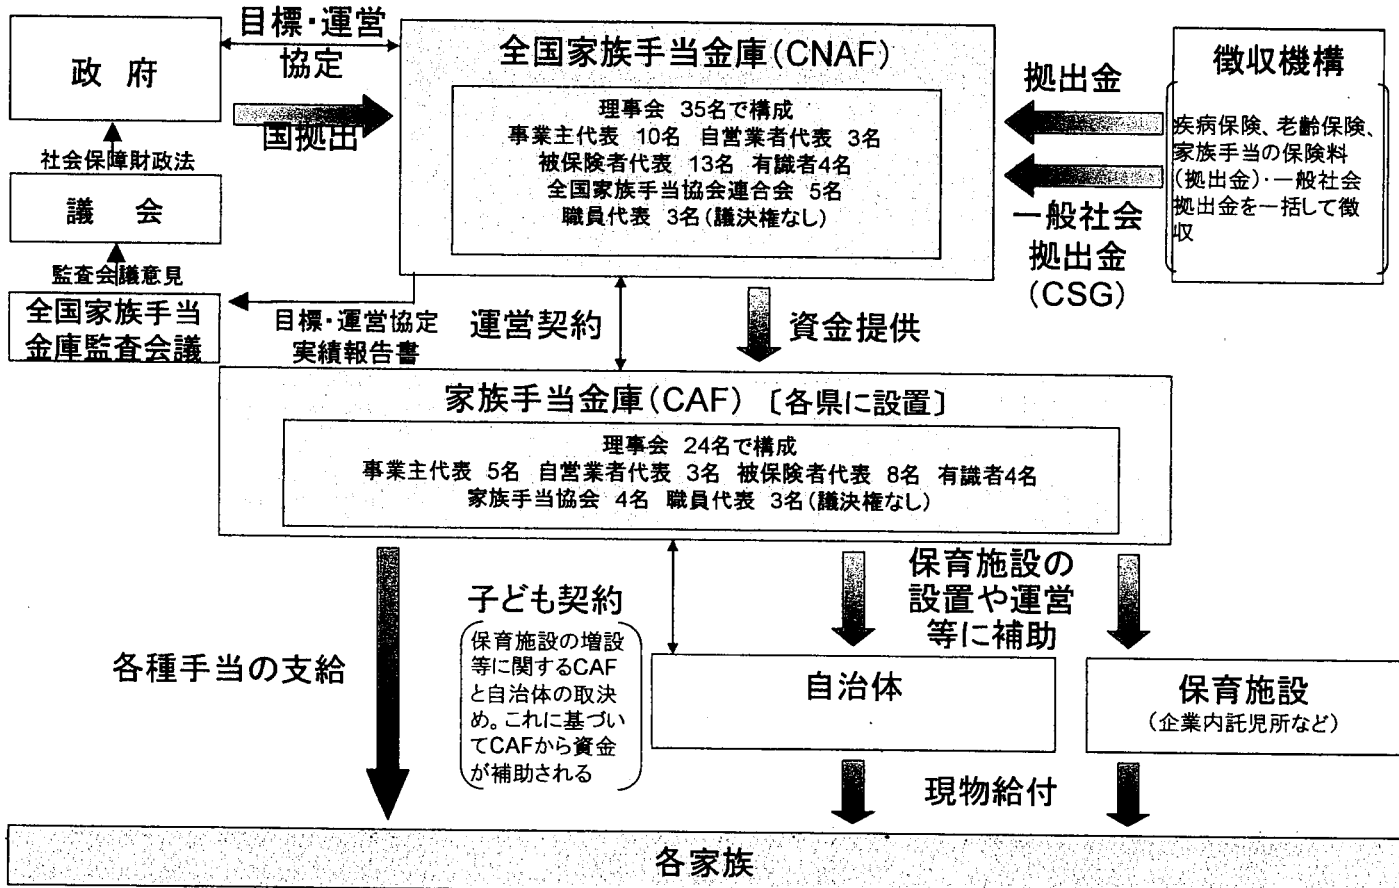 目標・運営
協定
政 府
国拠出
社会保障財政法
議 会
監査会議意見
全国家族手当
金庫監査会議
全国家族手当金庫(CNAF)
理事会 35名で構成
事業主代表 10名 自営業者代表 3名
被保険者代表 13名 有識者4名
全国家族手当協会連合会 5名
職員代表 3名(議決権なし)
拠出金
一般社会
拠出金
(CSG)
徴収機構
疾病保険、老齢保険、
家族手当の保険料
(拠出金)・一般社会
拠出金を一括して徴
収
目標・運営協定
実績報告書
運営契約
資金提供
家族手当金庫(CAF) 〔各県に設置〕
理事会 24名で構成
事業主代表 5名 自営業者代表 3名 被保険者代表 8名 有識者4名
家族手当協会 4名 職員代表 3名(議決権なし)
各種手当の支給
子ども契約
保育施設の増設
等に関するCAF
と自治体の取決
め。これに基づい
てCAFから資金
が補助される
保育施設の
設置や運営
等に補助
自治体
保育施設
(企業内託児所など)
現物給付
各家族